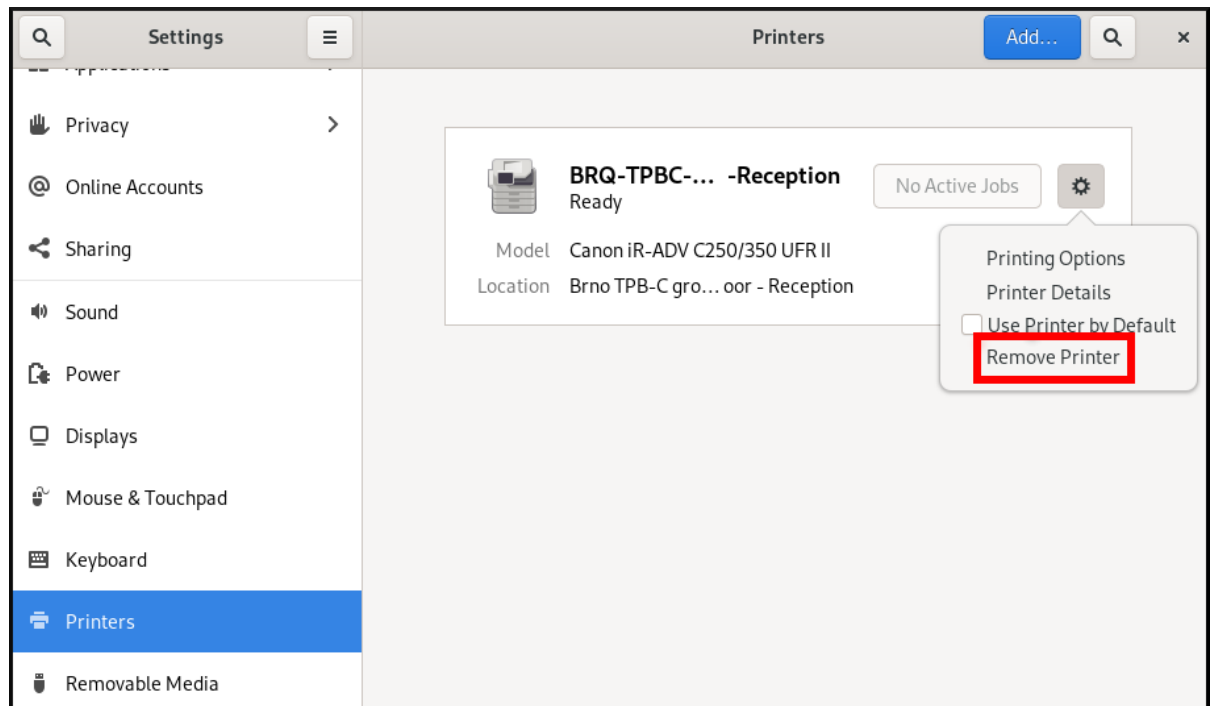 Settings
Printers
Add...
×
Applications
Privacy
Online Accounts
Sharing
Sound
Power
Displays
Mouse & Touchpad
Keyboard
Printers
Removable Media
BRQ-TPBC-... -Reception
Ready
No Active Jobs
Model Canon iR-ADV C250/350 UFR II
Location Brno TPB-C gro... oor - Reception
Printing Options
Printer Details
Use Printer by Default
Remove Printer